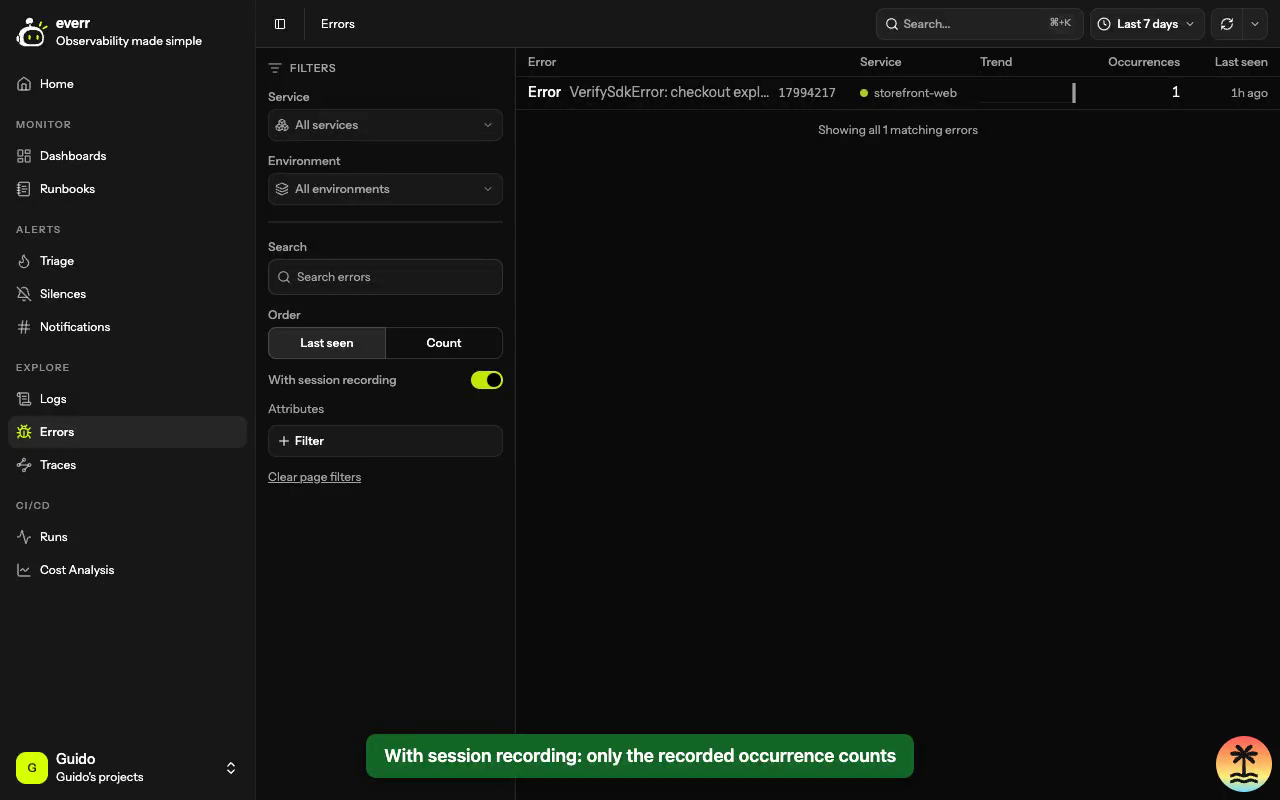 everr
Observability made simple
Home
MONITOR
Dashboards
Runbooks
ALERTS
Triage
Silences
Notifications
EXPLORE
Logs
Errors
Traces
CI/CD
Runs
Cost Analysis
G
Guido
Guido's projects
Errors
Search...
⌘+K
Last 7 days
FILTERS
Service
All services
Environment
All environments
Search
Search errors
Order
Last seen Count
With session recording
Attributes
+ Filter
Clear page filters
Error Service Trend Occurrences Last seen
Error VerifySdkError: checkout expl... 17994217 storefront-web 1 1h ago
Showing all 1 matching errors
With session recording: only the recorded occurrence counts